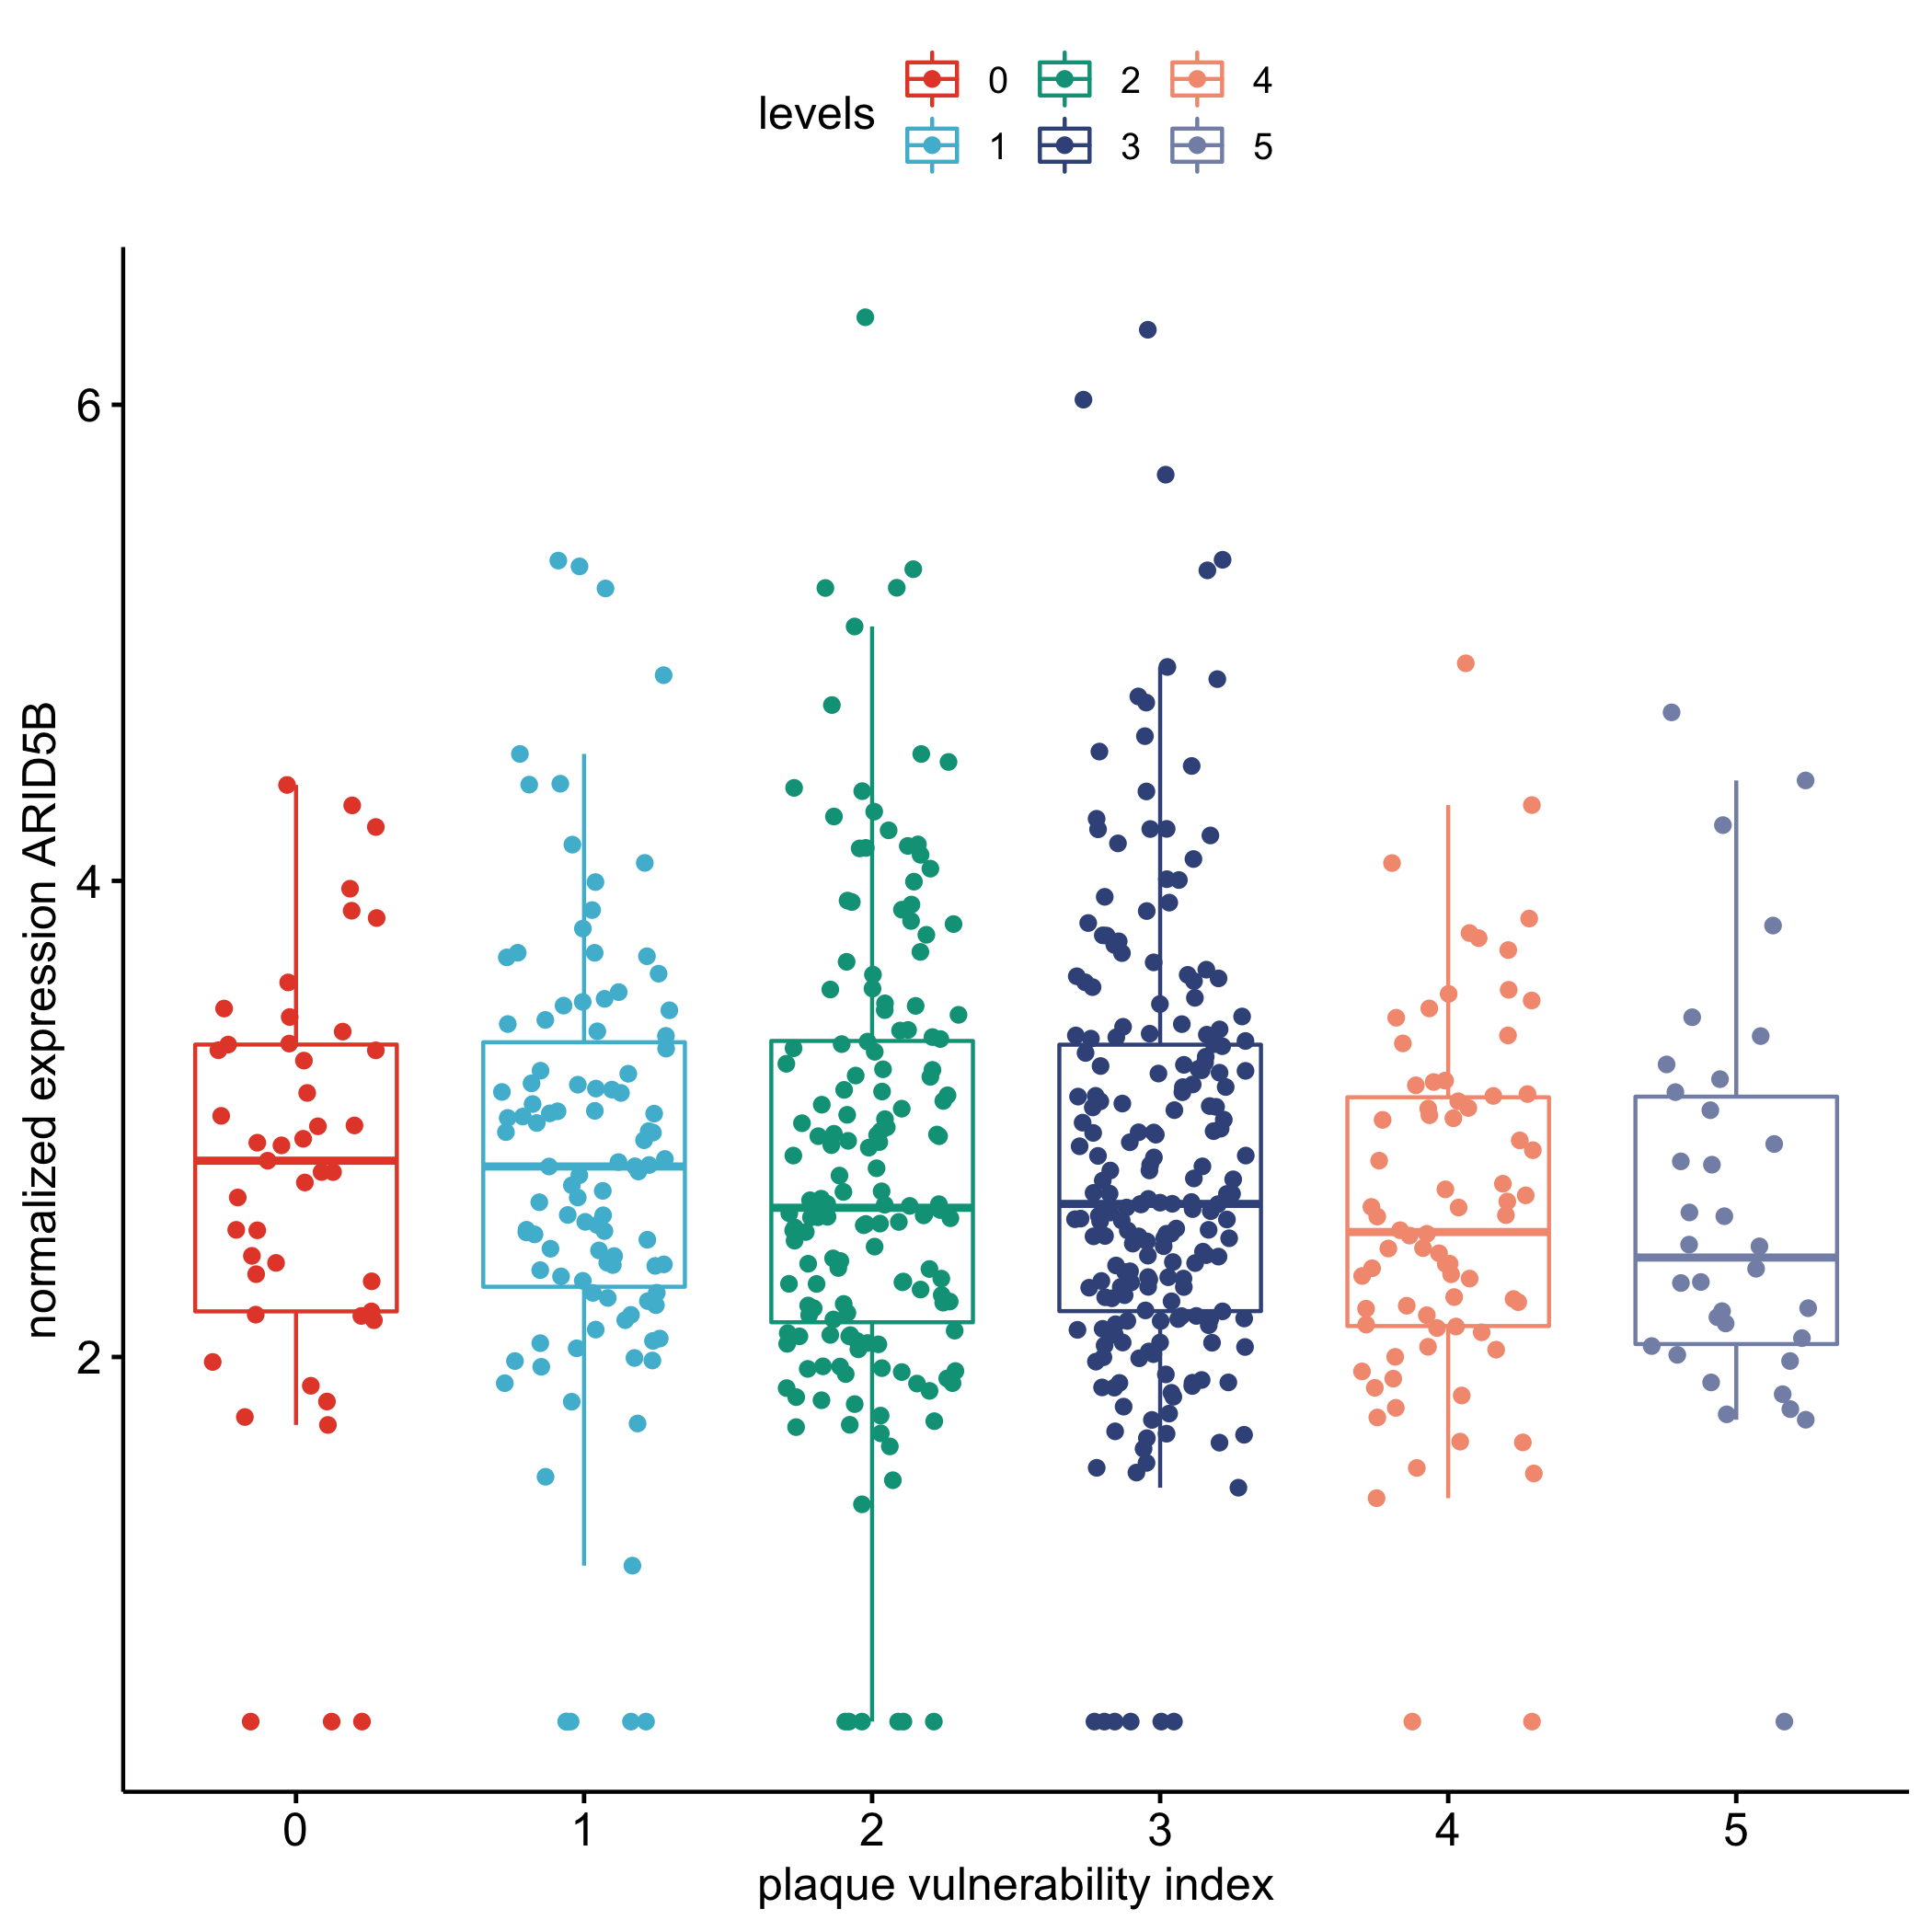 levels
0 2 4
1 3 5
normalized expression ARID5B
6
4
2
0 1 2 3 4 5
plaque vulnerability index